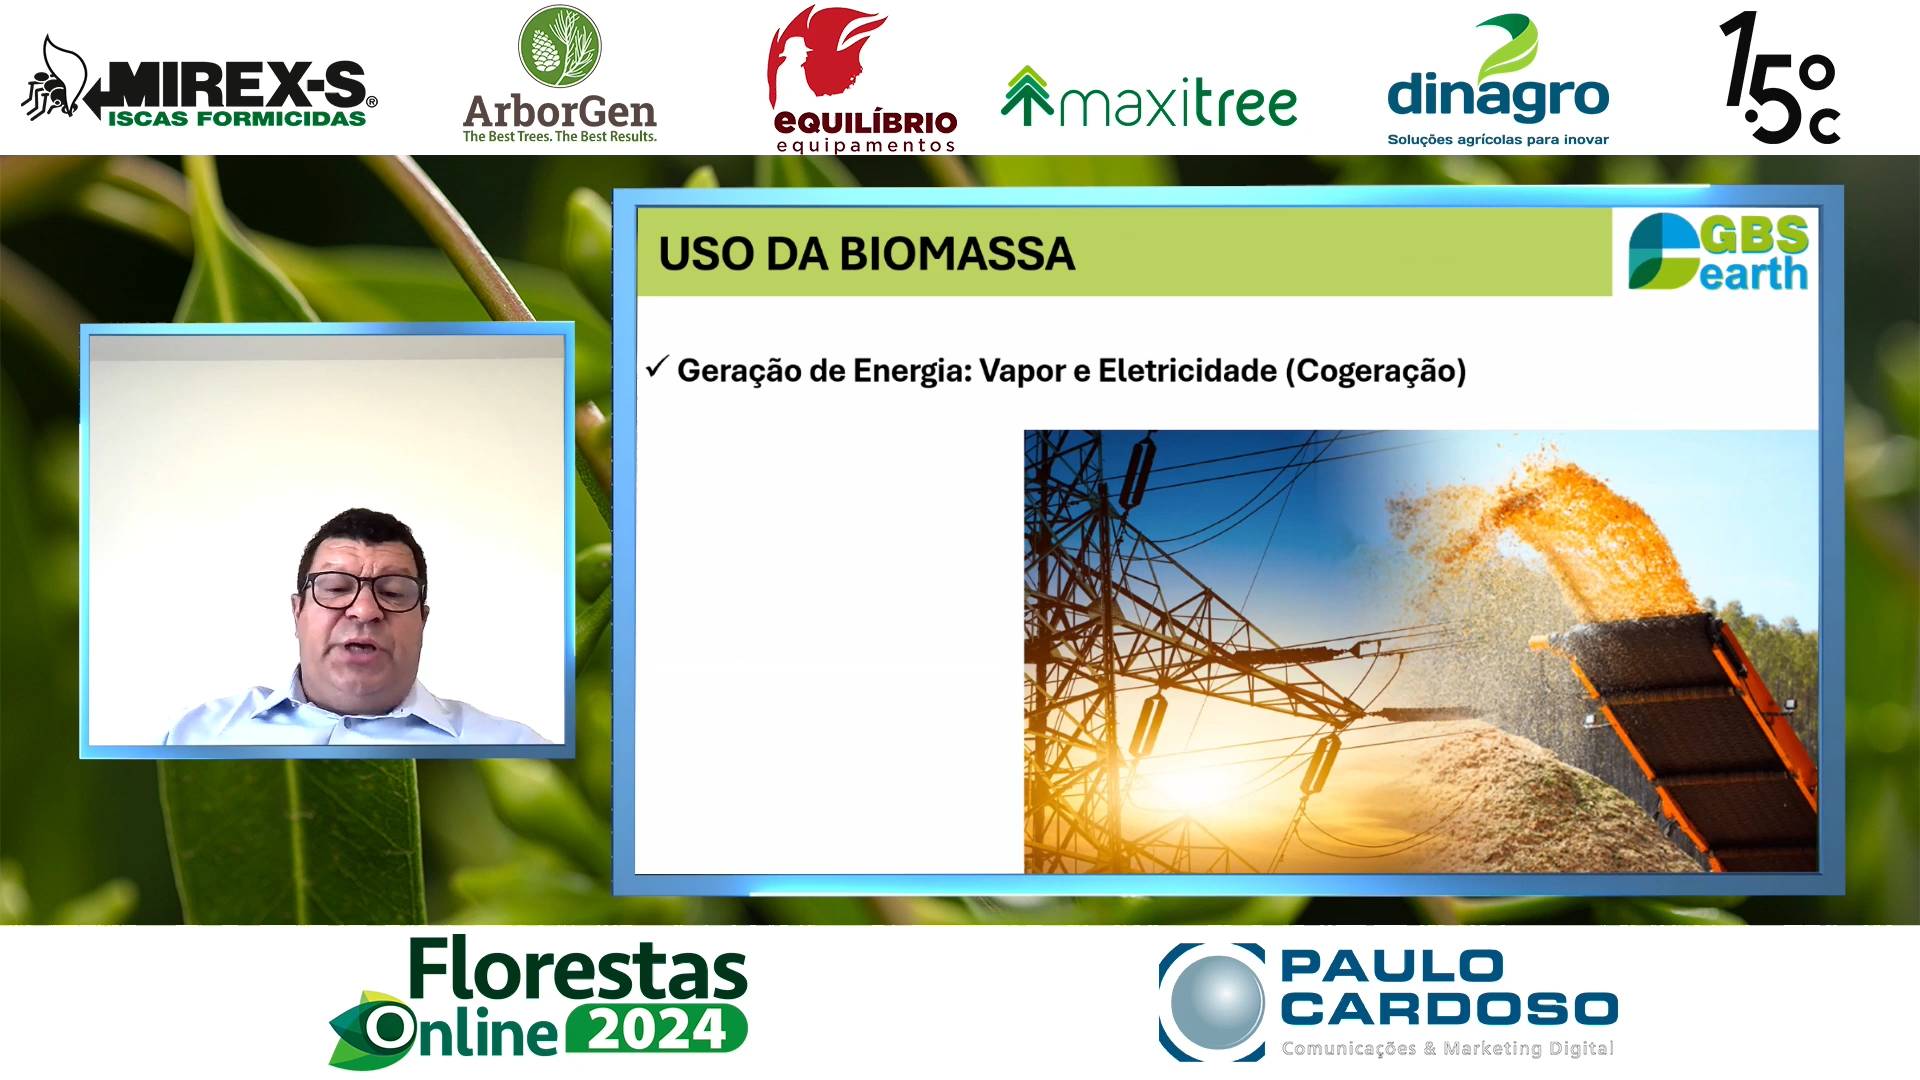 MIREX-S®
ISCAS FORMICIDAS
ArborGen
The Best Trees. The Best Results.
EQUILÍBRIO
equipamentos
maxitree
dinagro
Soluções agrícolas para inovar
1.5ºc
USO DA BIOMASSA
GBS
earth
✓ Geração de Energia: Vapor e Eletricidade (Cogeração)
Florestas
Online 2024
PAULO
CARDOSO
Comunicações & Marketing Digital